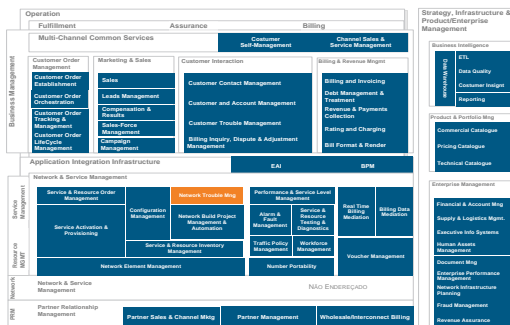 Operation
Fulfillment Assurance Billing
Multi-Channel Common Services
Costumer
Self-Management
Channel Sales &
Service Management
Business Management
Customer Order
Management
Customer Order
Establishment
Customer Order
Orchestration
Customer Order
Tracking &
Management
Customer Order
LifeCycle
Management
Marketing & Sales
Sales
Leads Management
Compensation &
Results
Sales-Force
Management
Campaign
Management
Customer Interaction
Customer Contact Management
Customer and Account Management
Customer Trouble Management
Billing Inquiry, Dispute & Adjustment
Management
Billing & Revenue Mngmt
Billing and Invoicing
Debt Management &
Treatment
Revenue & Payments
Collection
Rating and Charging
Bill Format & Render
Application Integration Infrastructure
EAI
BPM
Network & Service Management
Service
Management
Resource
MGMT
Service & Resource Order
Management
Service Activation &
Provisioning
Configuration
Management
Network Trouble Mng
Network Build Project
Management
& Automation
Service & Resource Inventory
Management
Network Element Management
Performance & Service Level
Management
Alarm &
Fault
Management
Service &
Resource
Testing &
Diagnostics
Traffic Policy
Management
Workforce
Management
Number Portability
Real Time
Billing
Mediation
Billing Data
Mediation
Voucher Management
Network
Network & Service
Management
NÃO ENDEREÇADO
PRM
Partner Relationship
Management
Partner Sales & Channel Mktg
Partner Management
Wholesale/Interconnect Billing
Strategy, Infrastructure &
Product/Enterprise
Management
Business Intelligence
Data Warehouse
ETL
Data Quality
Costumer Insight
Reporting
Product & Portfolio Mng
Commercial Catalogue
Pricing Catalogue
Technical Catalogue
Enterprise Management
Financial & Account Mng
Supply & Logistics Mgmt.
Executive Info Systems
Human Assets
Management
Document Mng
Enterprise Performance
Management
Network Infrastructure
Planning
Fraud Management
Revenue Assurance